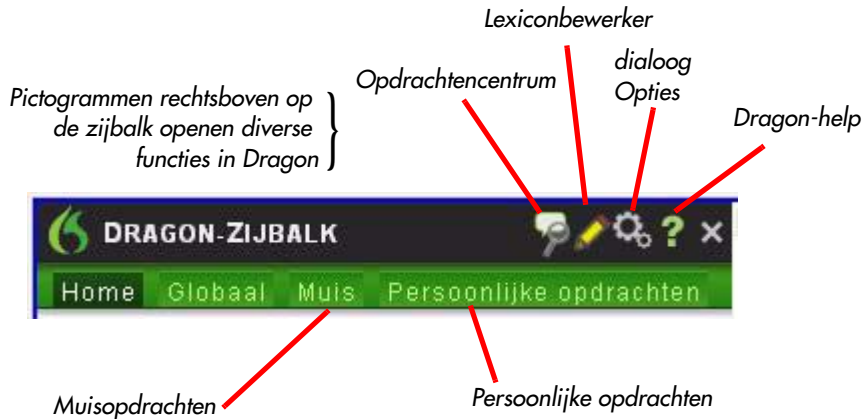 Lexiconbewerker
Opdrachtencentrum
dialoog
Opties
Pictogrammen rechtsboven op
de zijbalk openen diverse
functies in Dragon
Dragon-help
DRAGON-ZIJBALK ? ×
Home Globaal Muis Persoonlijke opdrachten
Muisopdrachten
Persoonlijke opdrachten